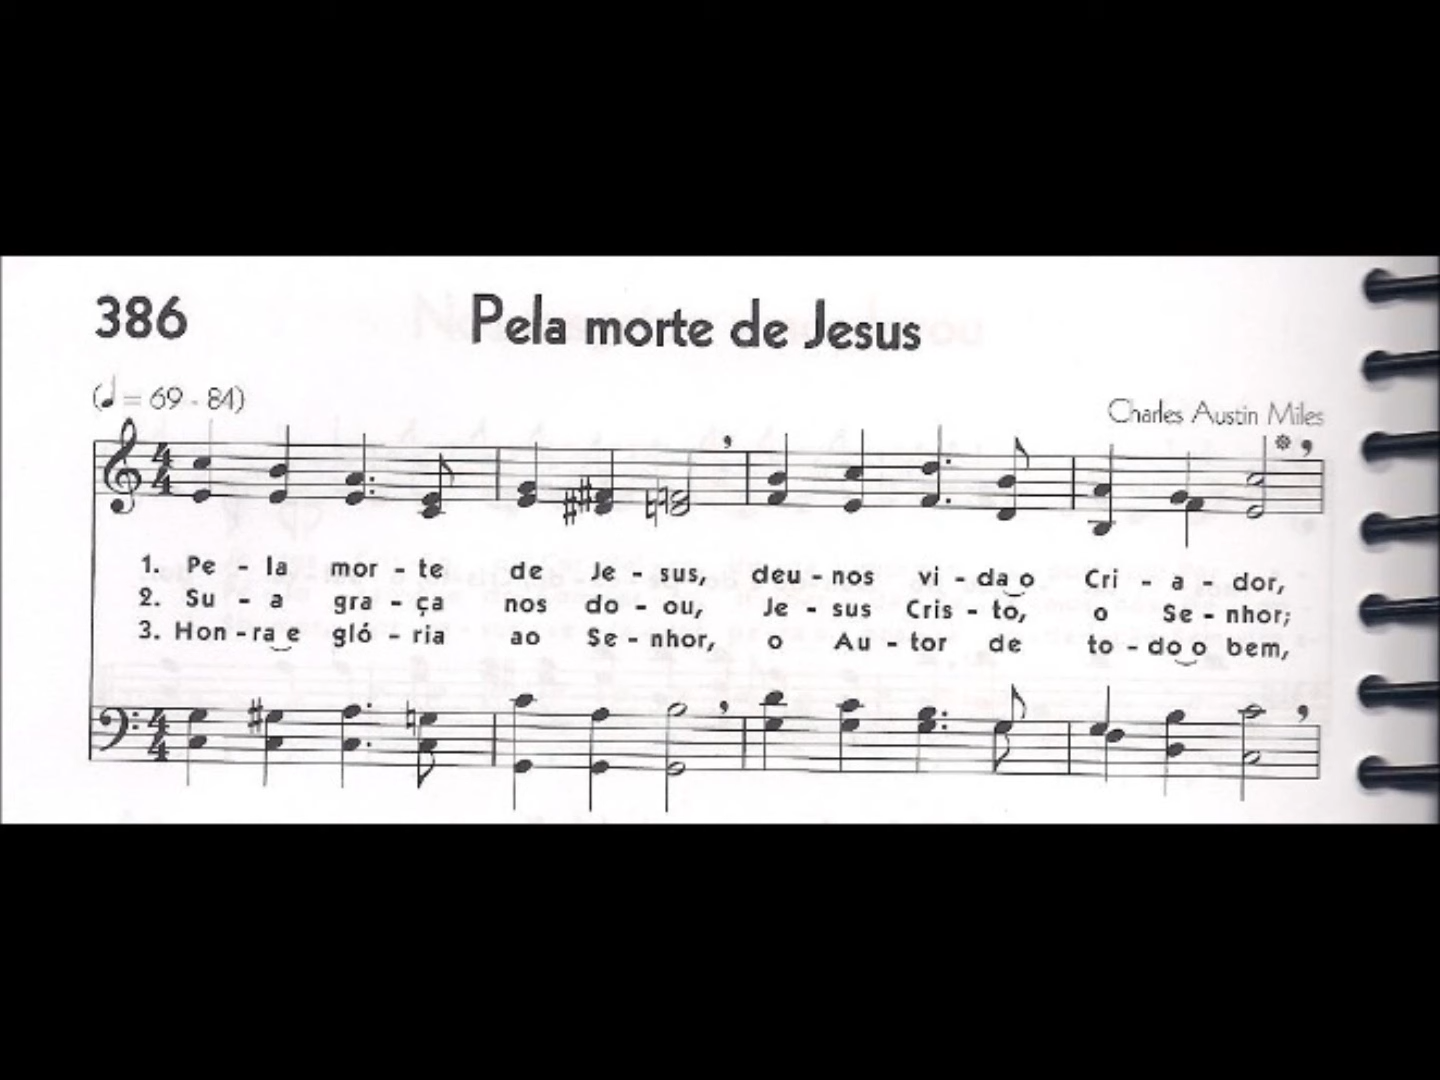 386 Pela morte de Jesus
(♩ = 69 - 84)
Charles Austin Miles
1. Pe - la mor - te de Je - sus, deu - nos vi - da o Cri - a - dor,
2. Su - a gra - ça nos do - ou, Je - sus Cris - to, o Se - nhor;
3. Hon - ra e gló - ria ao Se - nhor, o Au - tor de to - do o bem,